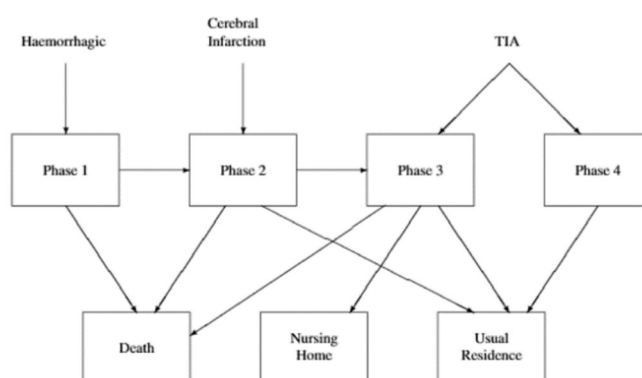 Haemorrhagic
Cerebral
Infarction
TIA
Phase 1
Phase 2
Phase 3
Phase 4
Death
Nursing
Home
Usual
Residence